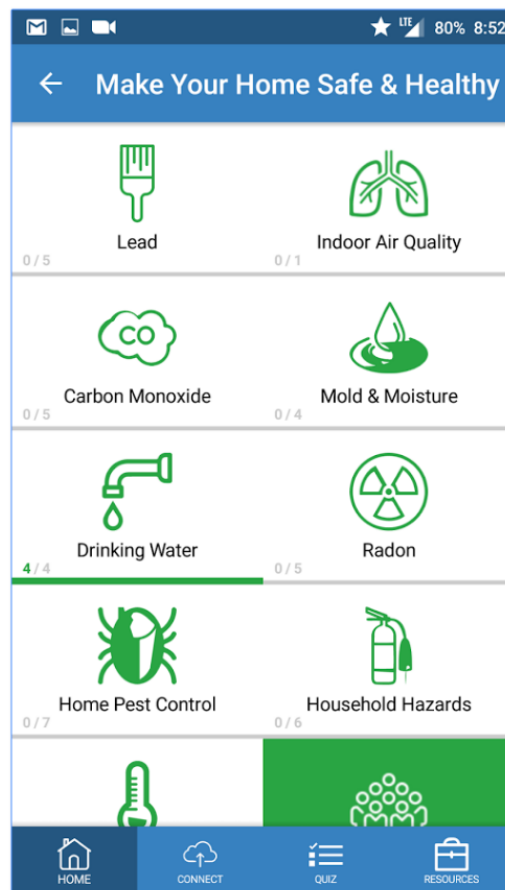 LTE 80% 8:52
Make Your Home Safe & Healthy
Lead
0 / 5
Indoor Air Quality
0 / 1
CO
Carbon Monoxide
0 / 5
Mold & Moisture
0 / 4
Drinking Water
4 / 4
Radon
0 / 5
Home Pest Control
0 / 7
Household Hazards
0 / 6
HOME
CONNECT
QUIZ
RESOURCES